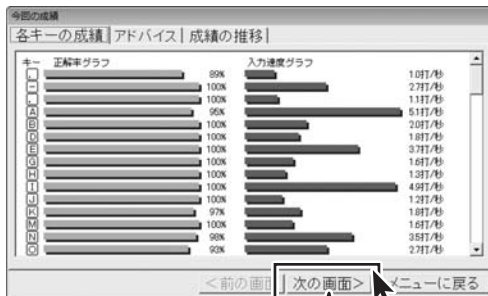 今回の成績
各キーの成績 アドバイス 成績の推移
キー 正解率グラフ 入力速度グラフ
. 89% 1.0打/秒
- 100% 2.7打/秒
100% 1.1打/秒
A 95% 5.1打/秒
B 100% 2.0打/秒
D 100% 1.8打/秒
E 100% 3.7打/秒
G 100% 1.6打/秒
H 100% 1.3打/秒
I 100% 4.9打/秒
J 100% 1.2打/秒
K 97% 1.8打/秒
M 100% 1.6打/秒
N 98% 3.5打/秒
O 93% 2.7打/秒
<前の画面 次の画面> メニューに戻る